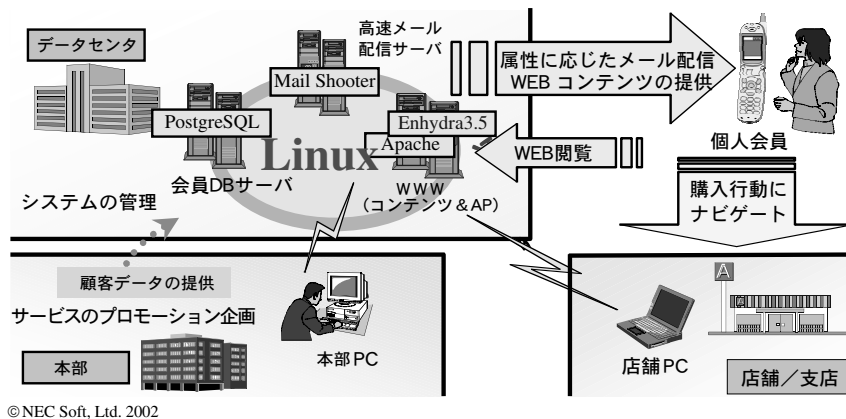 データセンタ
高速メール
配信サーバ
Mail Shooter
属性に応じたメール配信
WEB コンテンツの提供
PostgreSQL
Enhydra3.5
Apache
Linux
WEB閲覧
個人会員
会員DBサーバ
WWW
(コンテンツ&AP)
システムの管理
購入行動に
ナビゲート
顧客データの提供
サービスのプロモーション企画
本部
本部PC
A
店舗PC
店舗/支店
©NEC Soft, Ltd. 2002